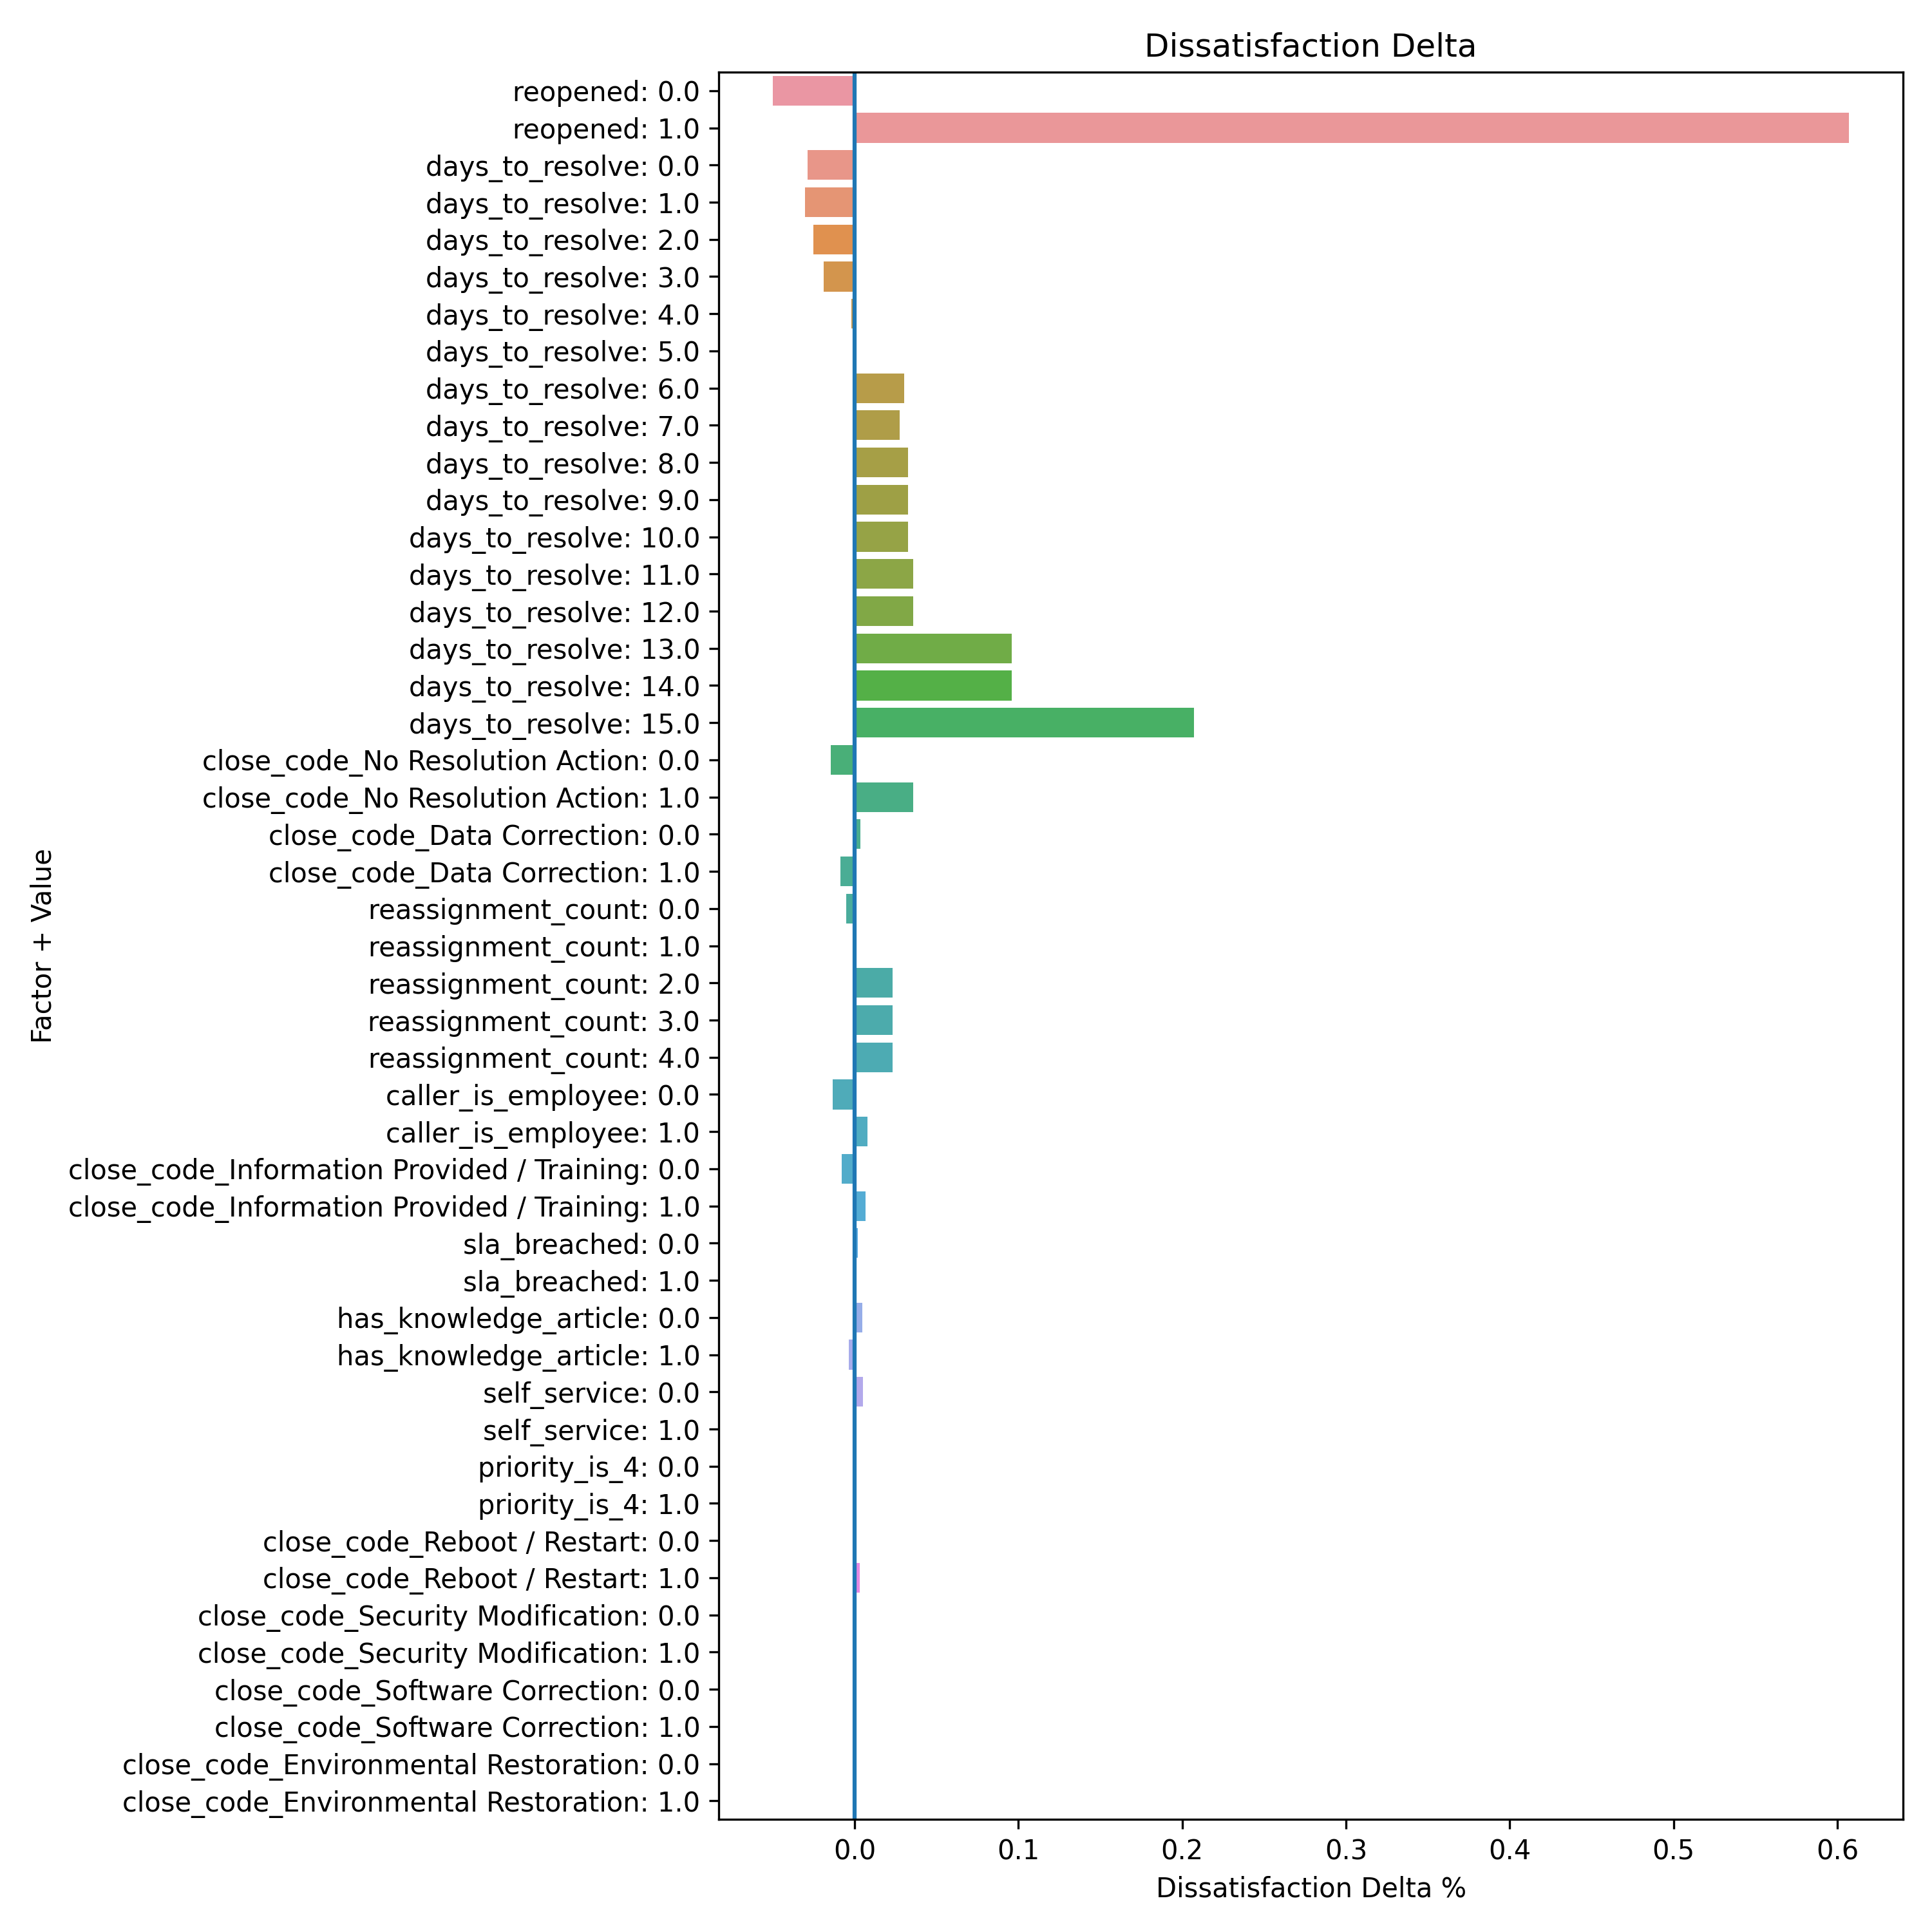 Dissatisfaction Delta
Factor + Value
reopened: 0.0
reopened: 1.0
days_to_resolve: 0.0
days_to_resolve: 1.0
days_to_resolve: 2.0
days_to_resolve: 3.0
days_to_resolve: 4.0
days_to_resolve: 5.0
days_to_resolve: 6.0
days_to_resolve: 7.0
days_to_resolve: 8.0
days_to_resolve: 9.0
days_to_resolve: 10.0
days_to_resolve: 11.0
days_to_resolve: 12.0
days_to_resolve: 13.0
days_to_resolve: 14.0
days_to_resolve: 15.0
close_code_No Resolution Action: 0.0
close_code_No Resolution Action: 1.0
close_code_Data Correction: 0.0
close_code_Data Correction: 1.0
reassignment_count: 0.0
reassignment_count: 1.0
reassignment_count: 2.0
reassignment_count: 3.0
reassignment_count: 4.0
caller_is_employee: 0.0
caller_is_employee: 1.0
close_code_Information Provided / Training: 0.0
close_code_Information Provided / Training: 1.0
sla_breached: 0.0
sla_breached: 1.0
has_knowledge_article: 0.0
has_knowledge_article: 1.0
self_service: 0.0
self_service: 1.0
priority_is_4: 0.0
priority_is_4: 1.0
close_code_Reboot / Restart: 0.0
close_code_Reboot / Restart: 1.0
close_code_Security Modification: 0.0
close_code_Security Modification: 1.0
close_code_Software Correction: 0.0
close_code_Software Correction: 1.0
close_code_Environmental Restoration: 0.0
close_code_Environmental Restoration: 1.0
0.0 0.1 0.2 0.3 0.4 0.5 0.6
Dissatisfaction Delta %